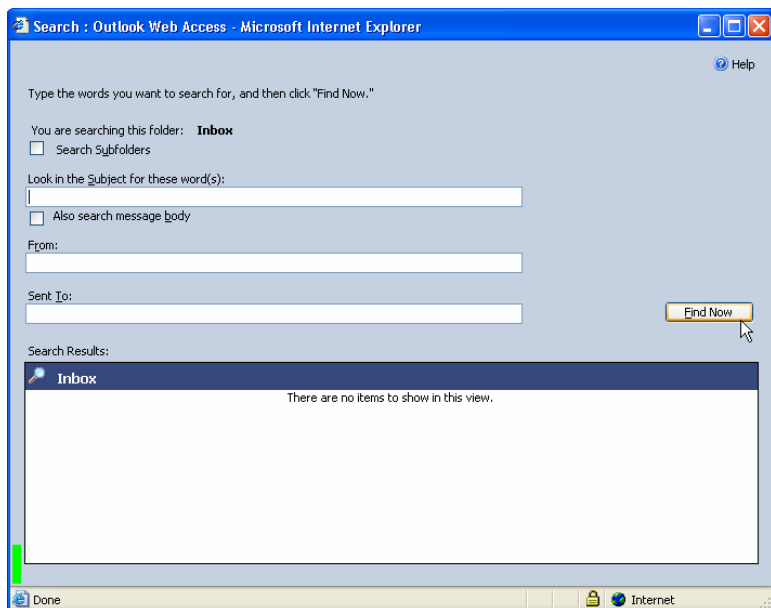 Search : Outlook Web Access - Microsoft Internet Explorer
Help
Type the words you want to search for, and then click "Find Now."
You are searching this folder: Inbox
Search Subfolders
Look in the Subject for these word(s):
Also search message body
From:
Sent To:
Find Now
Search Results:
Inbox
There are no items to show in this view.
Done
Internet